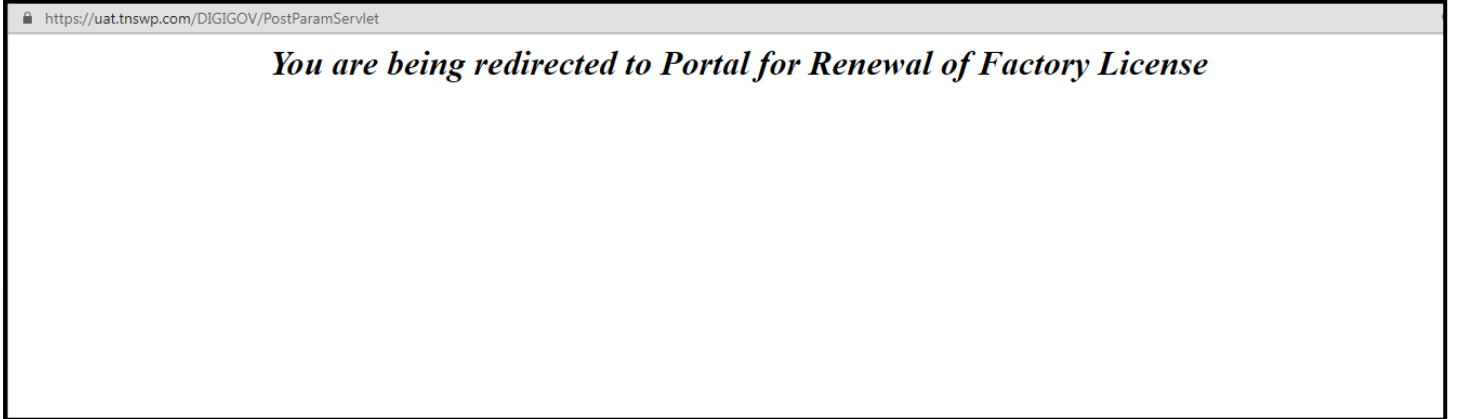 https://uat.tnswp.com/DIGIGOV/PostParamServlet
You are being redirected to Portal for Renewal of Factory License